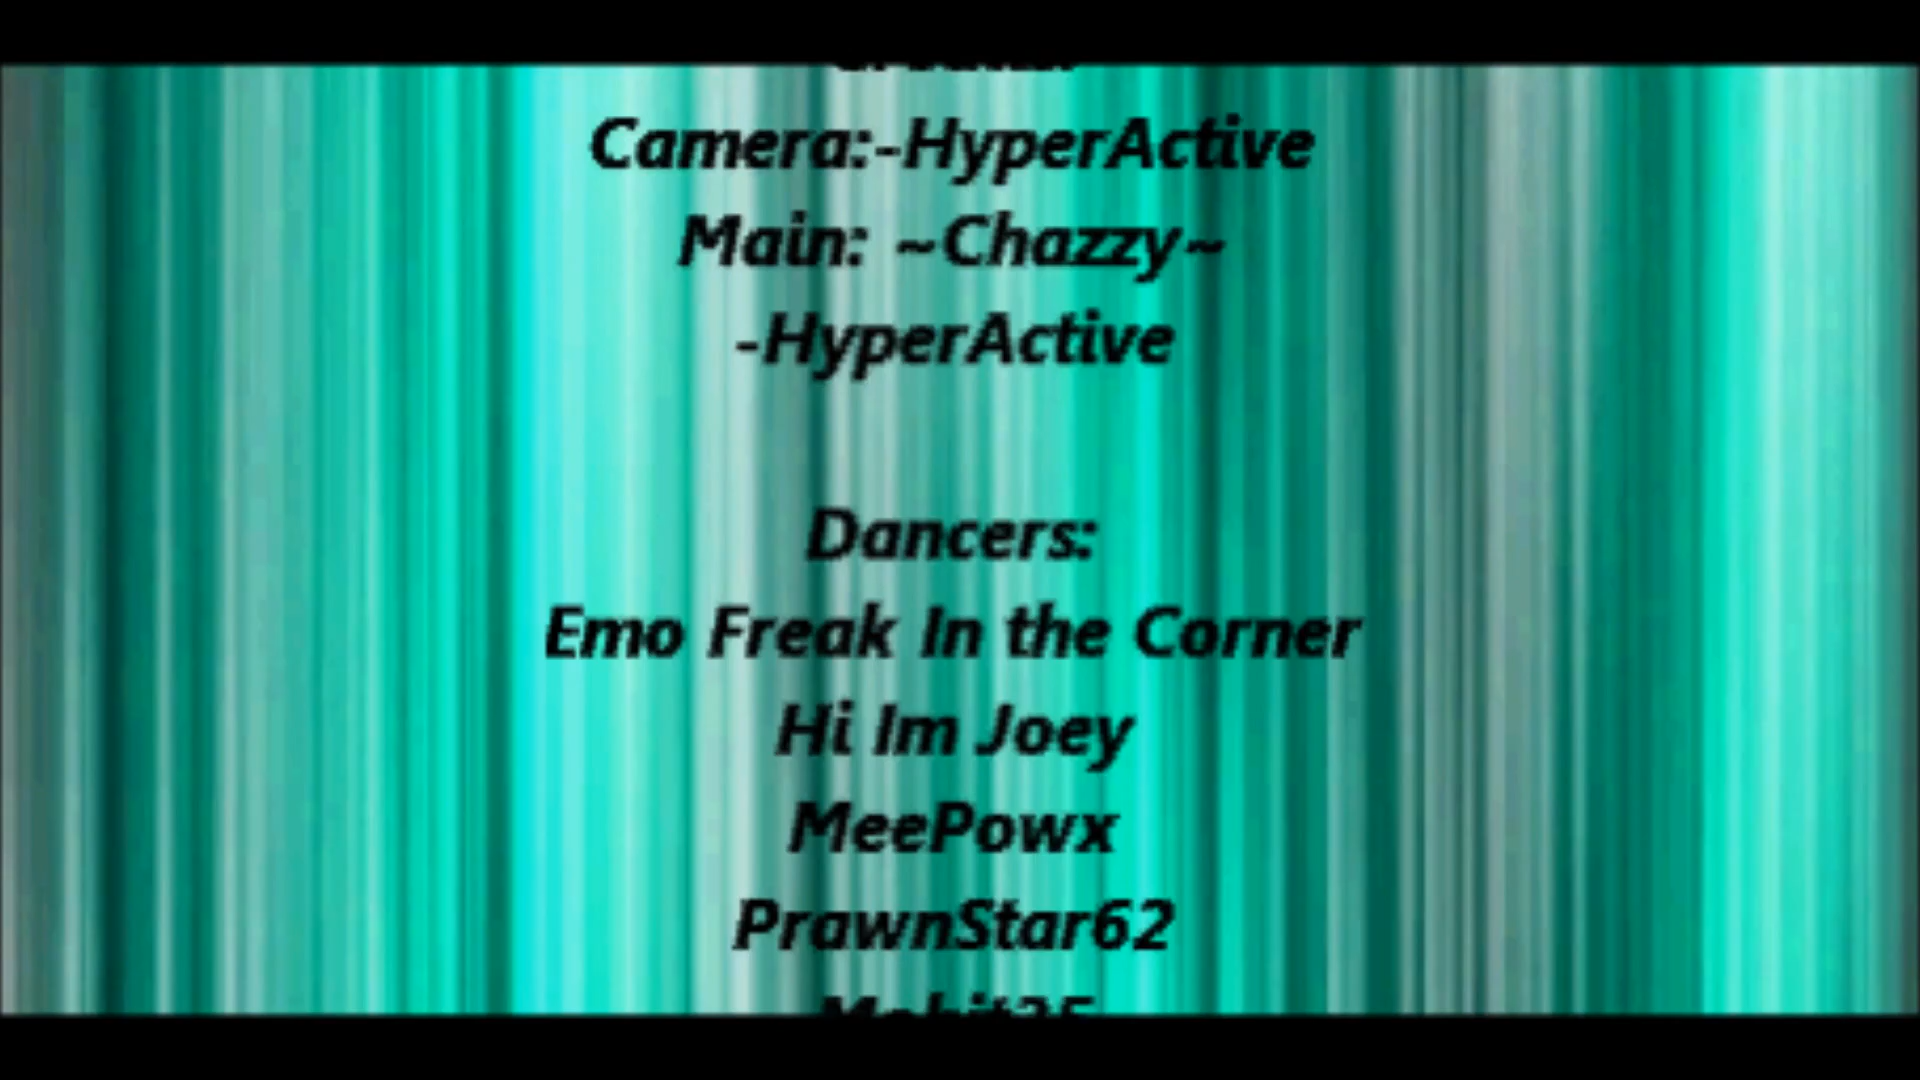 Camera:-HyperActive
Main: ~Chazzy~
-HyperActive
Dancers:
Emo Freak In the Corner
Hi Im Joey
MeePowx
PrawnStar62